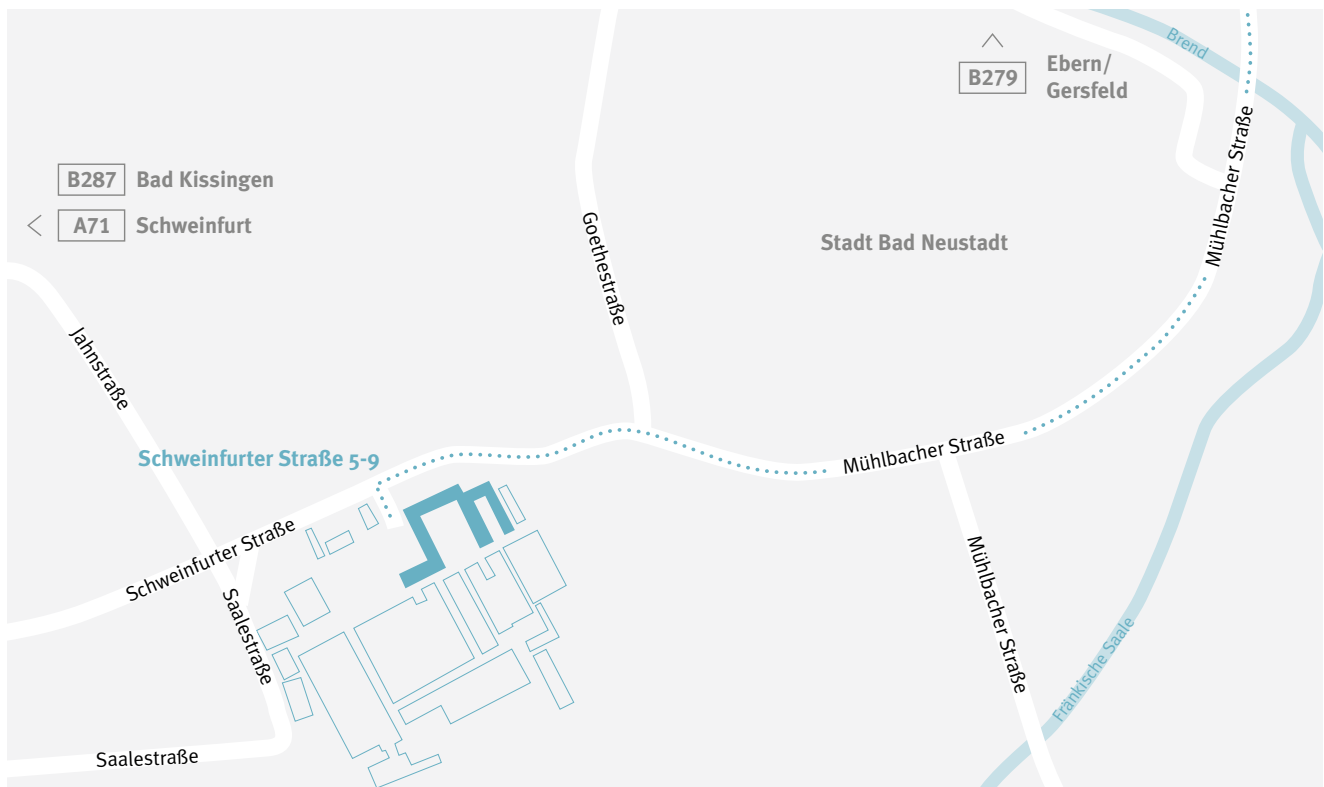 Brend
B279
Ebern/
Gersfeld
Mühlbacher Straße
B287 Bad Kissingen
A71 Schweinfurt
Goethestraße
Stadt Bad Neustadt
Jahnstraße
Schweinfurter Straße 5-9
Mühlbacher Straße
Schweinfurter Straße
Mühlbacher Straße
Saalestraße
Fränkische Saale
Saalestraße